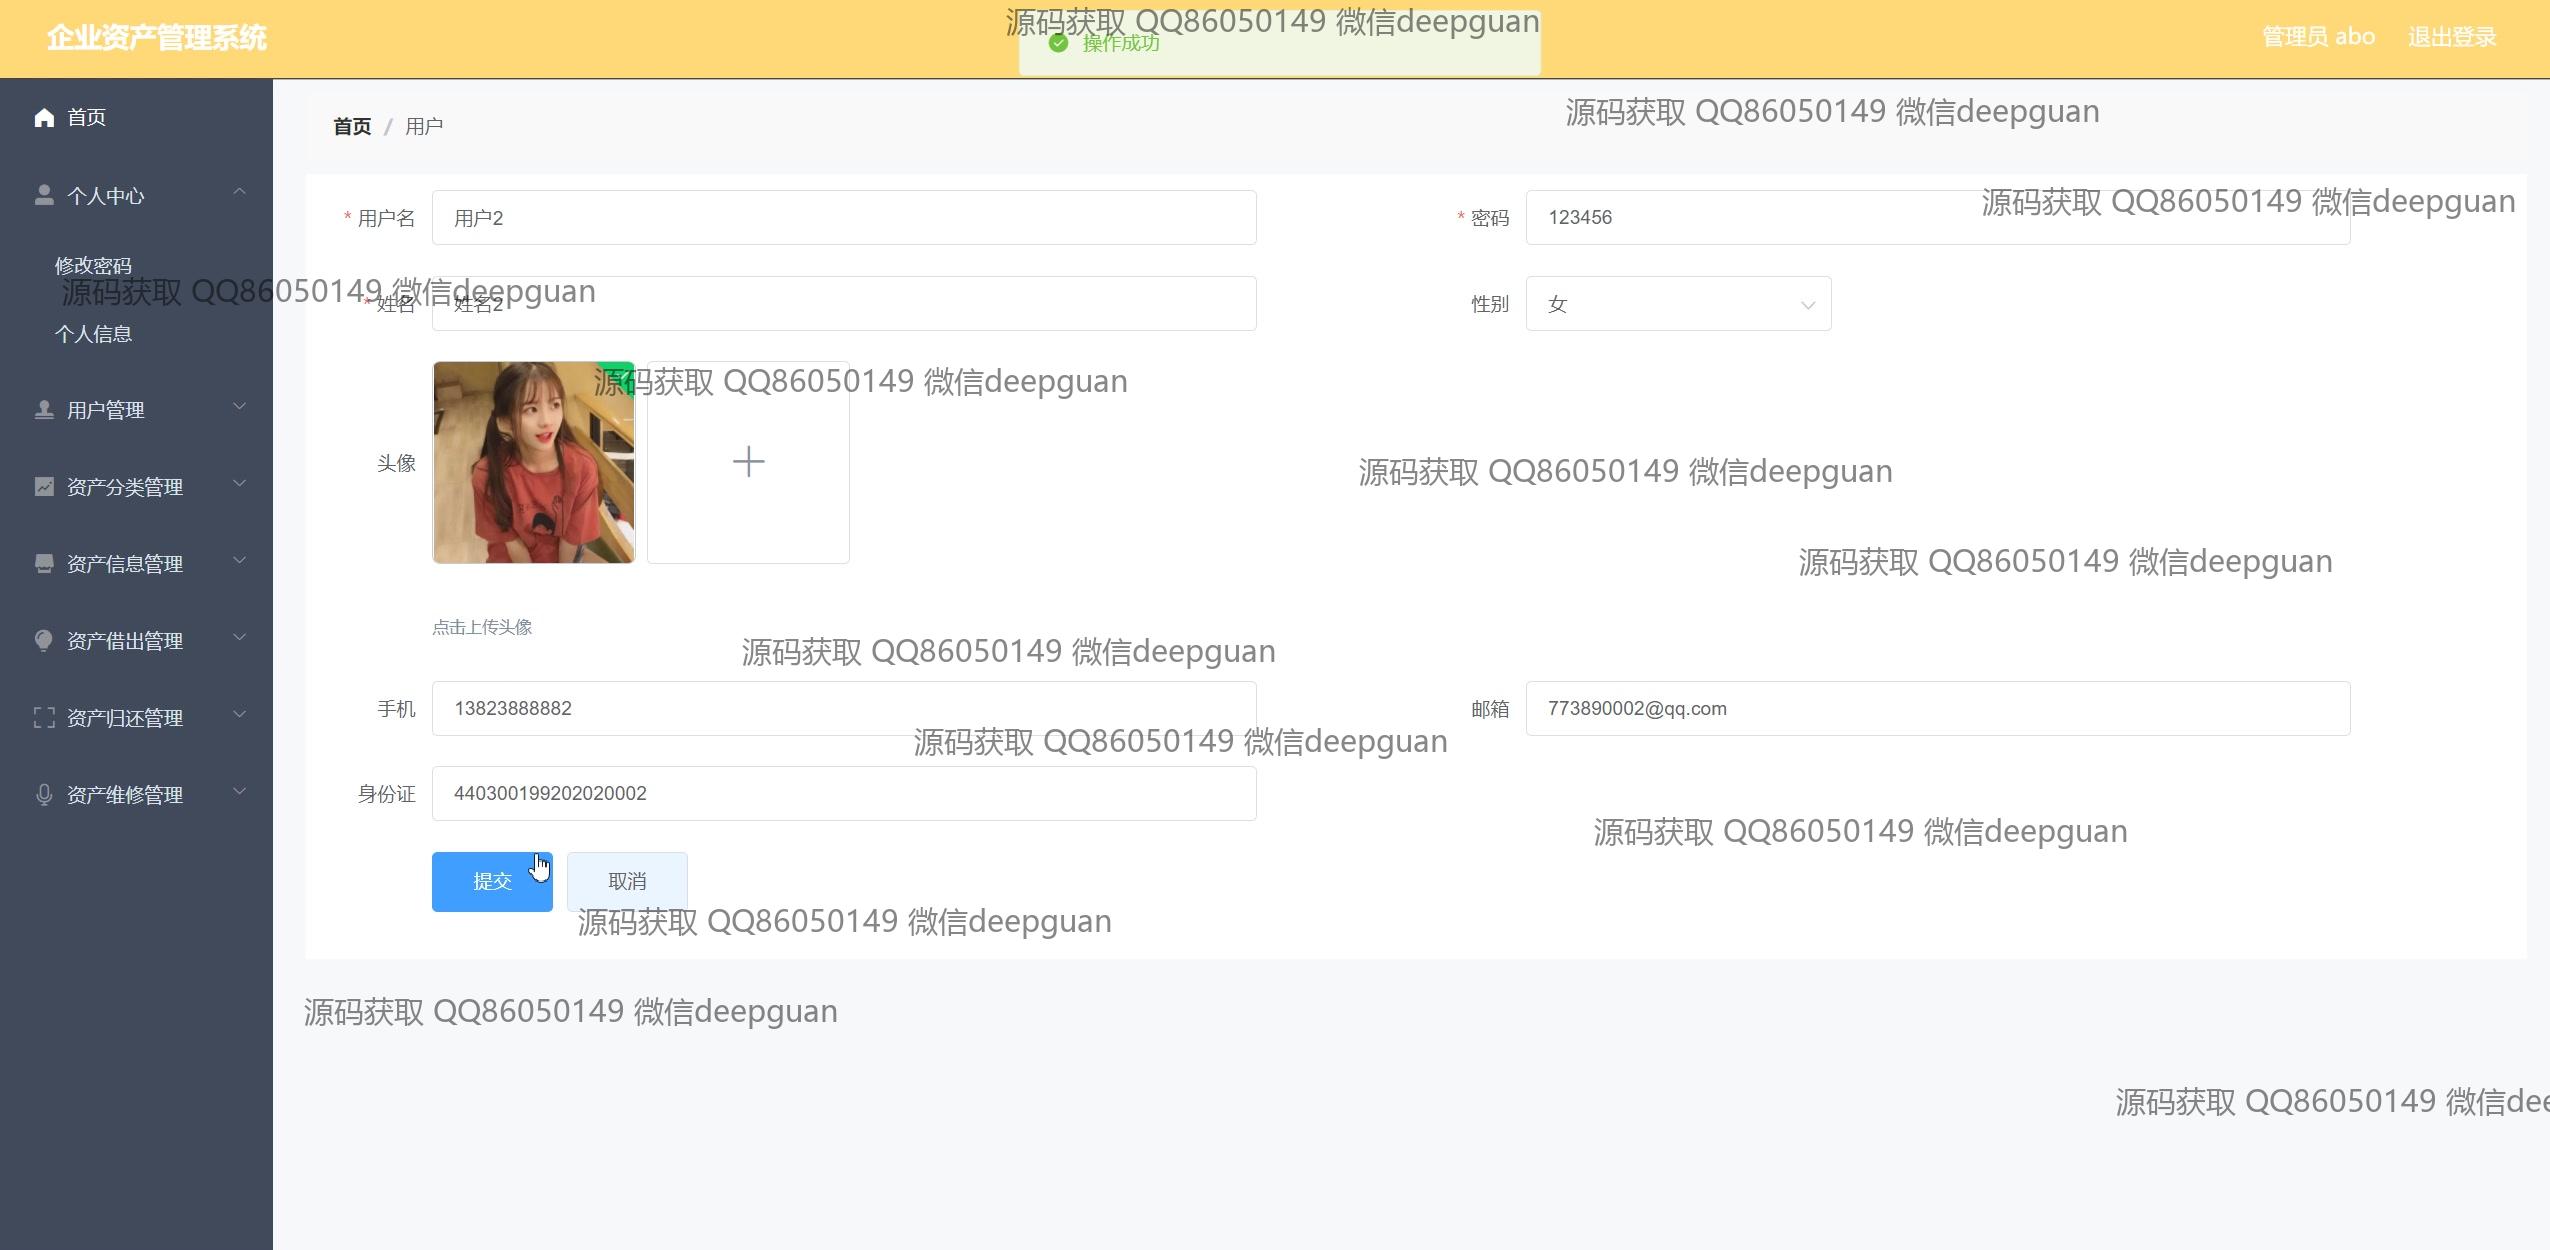 企业资产管理系统
源码获取 QQ86050149 微信deepguan
操作成功
管理员 abo
退出登录
首页
首页 / 用户
源码获取 QQ86050149 微信deepguan
个人中心
* 用户名 用户2
* 密码 123456
源码获取 QQ86050149 微信deepguan
修改密码
源码获取 QQ86050149 微信deepguan
* 姓名 姓名2
性别 女
个人信息
源码获取 QQ86050149 微信deepguan
用户管理
头像
源码获取 QQ86050149 微信deepguan
资产分类管理
资产信息管理
源码获取 QQ86050149 微信deepguan
点击上传头像
资产借出管理
源码获取 QQ86050149 微信deepguan
资产归还管理
手机 13823888882
邮箱 773890002@qq.com
源码获取 QQ86050149 微信deepguan
资产维修管理
身份证 440300199202020002
源码获取 QQ86050149 微信deepguan
提交
取消
源码获取 QQ86050149 微信deepguan
源码获取 QQ86050149 微信deepguan
源码获取 QQ86050149 微信dee